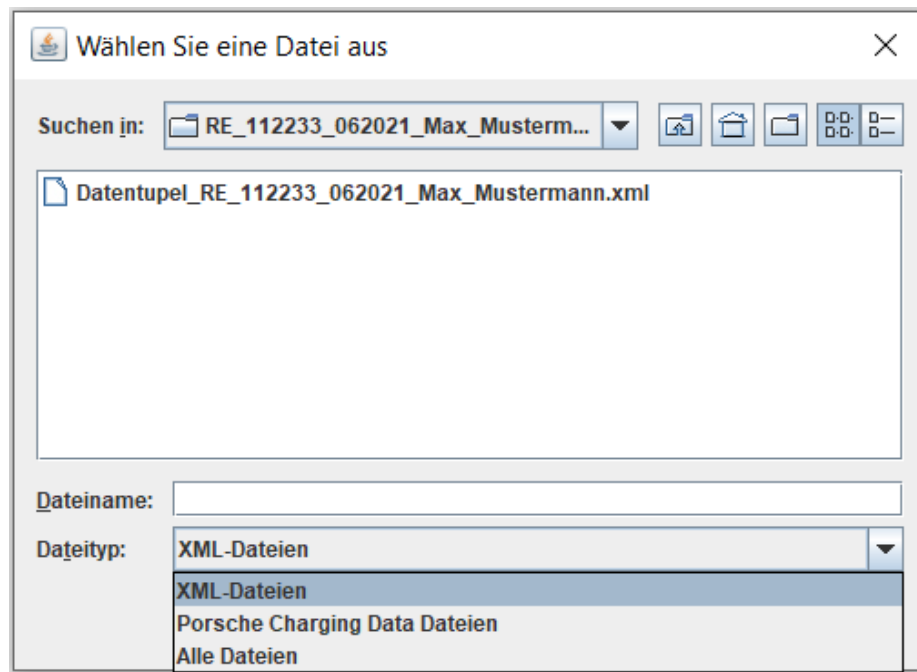 Wählen Sie eine Datei aus
Suchen in: RE_112233_062021_Max_Musterm...
Datentupel_RE_112233_062021_Max_Mustermann.xml
Dateiname:
Dateityp: XML-Dateien
XML-Dateien
Porsche Charging Data Dateien
Alle Dateien